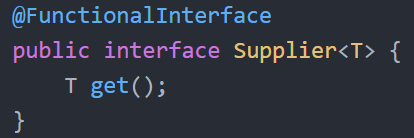 @FunctionalInterface
public interface Supplier<T> {
    T get();
}